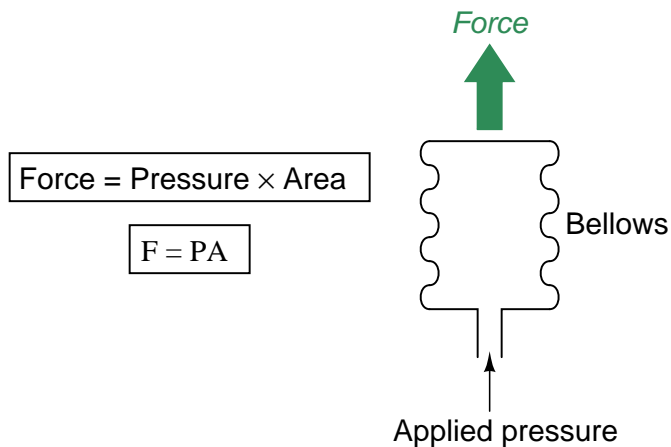 Force
Force = Pressure × Area
F = PA
Bellows
Applied pressure